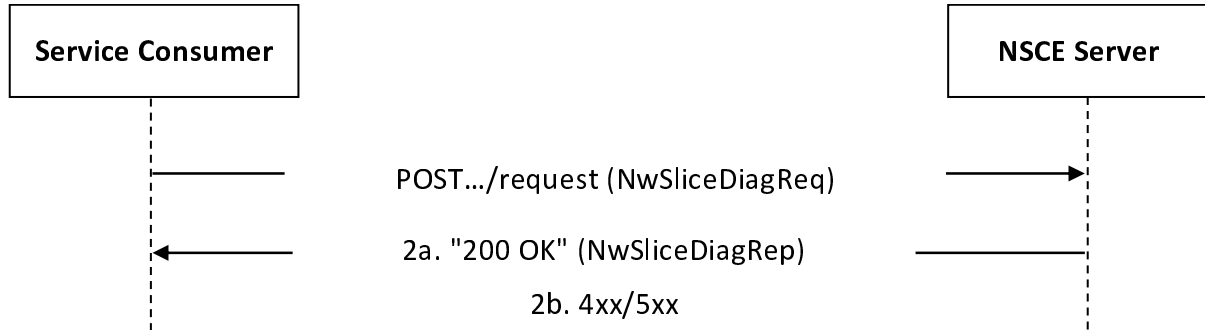 Service Consumer
NSCE Server
POST…/request (NwSliceDiagReq)
2a. "200 OK" (NwSliceDiagRep)
2b. 4xx/5xx